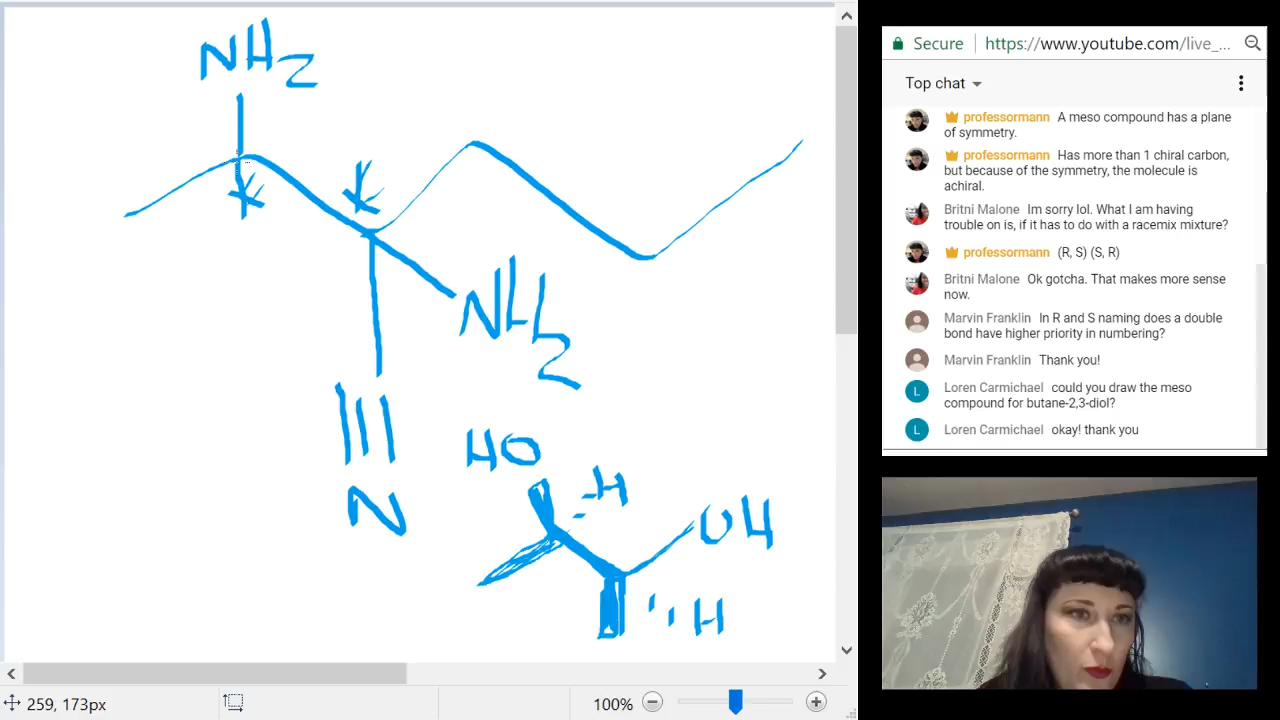 NH2
*
*
NH2
N
HO
H
OH
H
259, 173px
100%
Secure
https://www.youtube.com/live_...
Top chat
professormann A meso compound has a plane
of symmetry.
professormann Has more than 1 chiral carbon,
but because of the symmetry, the molecule is
achiral.
Britni Malone Im sorry lol. What I am having
trouble on is, if it has to do with a racemix mixture?
professormann (R, S) (S, R)
Britni Malone Ok gotcha. That makes more sense
now.
Marvin Franklin In R and S naming does a double
bond have higher priority in numbering?
Marvin Franklin Thank you!
L Loren Carmichael could you draw the meso
compound for butane-2,3-diol?
L Loren Carmichael okay! thank you